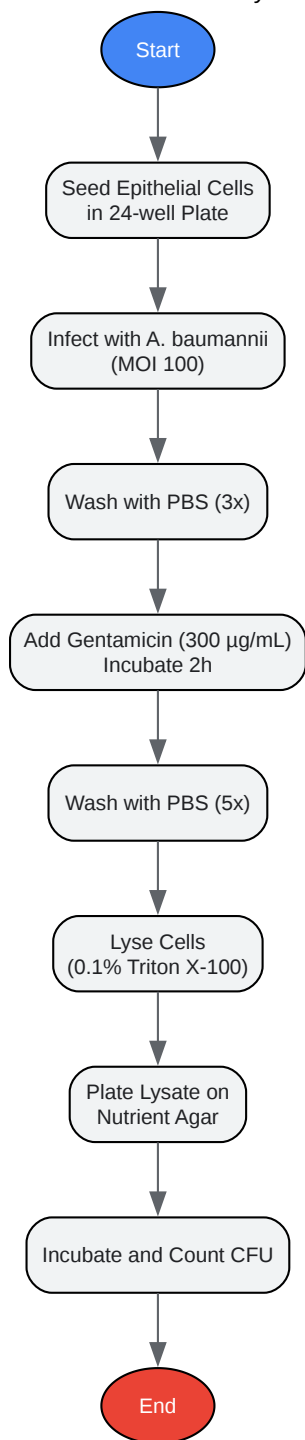 Start
Seed Epithelial Cells
in 24-well Plate
Infect with A. baumannii
(MOI 100)
Wash with PBS (3x)
Add Gentamicin (300 µg/mL)
Incubate 2h
Wash with PBS (5x)
Lyse Cells
(0.1% Triton X-100)
Plate Lysate on
Nutrient Agar
Incubate and Count CFU
End